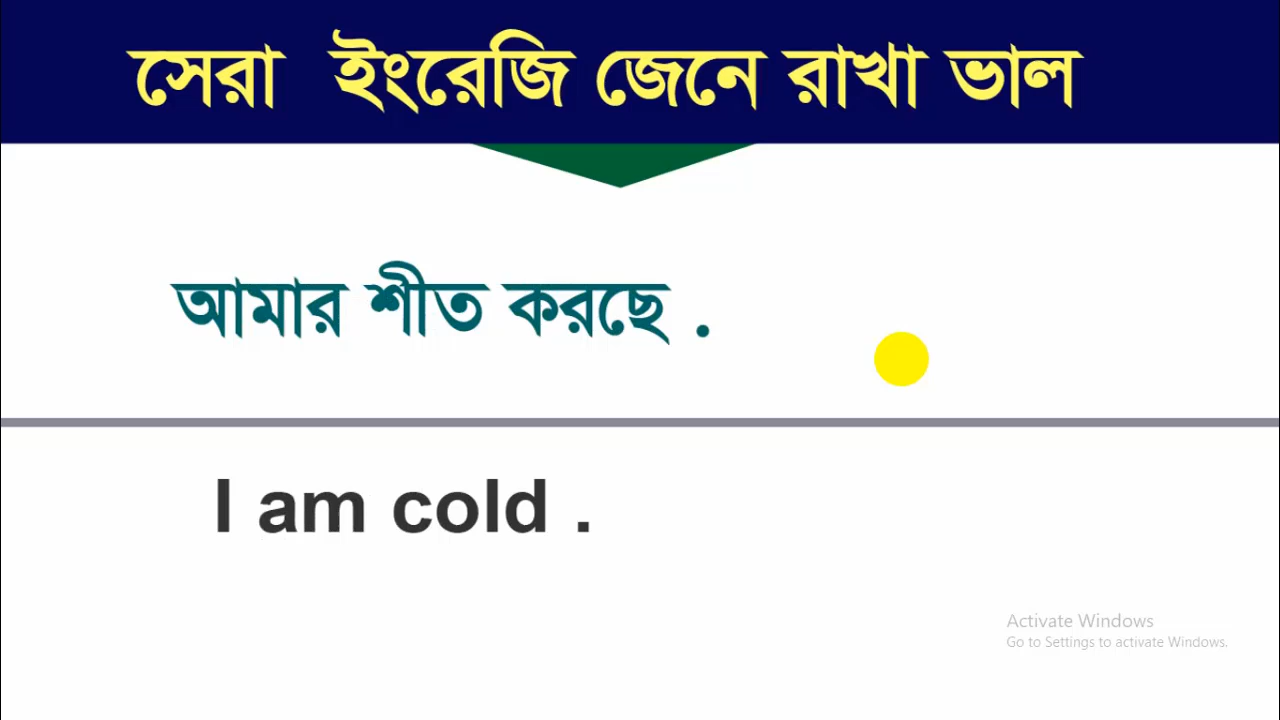 সেরা ইংরেজি জেনে রাখা ভাল
আমার শীত করছে .
I am cold .
Activate Windows
Go to Settings to activate Windows.